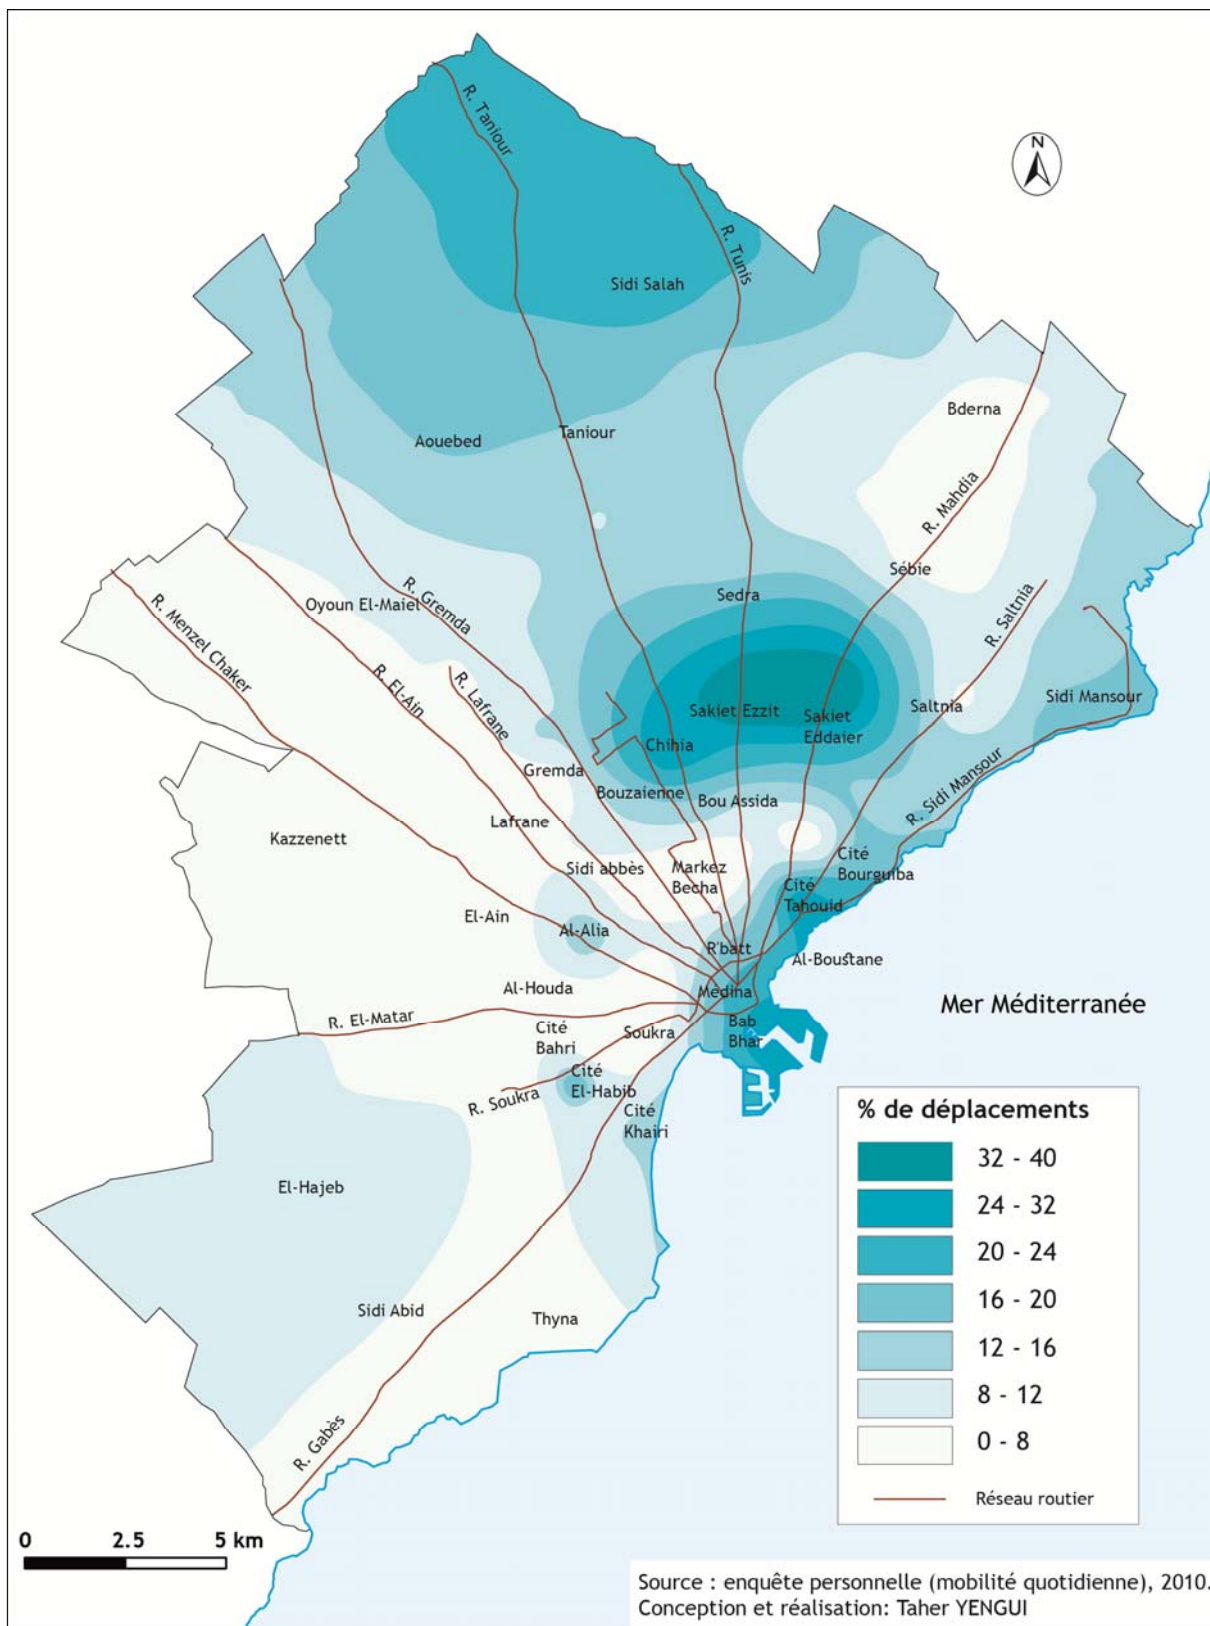 N
R. Taniour
R. Tunis
Sidi Salah
Bderna
Aouebed
Taniour
R. Mahdia
Sébie
Sedra
R. Gremda
Oyoun El-Maiel
R. Menzel Chaker
R. El-Ain
R. Lafrane
R. Saltnia
Sidi Mansour
Saltnia
Sakiet Ezzit
Sakiet
Eddaier
Chihia
Gremda
Bouzaienne
Bou Assida
R. Sidi Mansour
Lafrane
Kazzenett
Sidi abbès
Markez
Becha
Cité
Bourguiba
Cité
Tahouid
El-Ain
Al-Alia
R'batt
Al-Boustane
Al-Houda
Medina
Mer Méditerranée
R. El-Matar
Cité
Bahri
Soukra
Bab
Bhar
Cité
El-Habib
R. Soukra
Cité
Khairi
El-Hajeb
Sidi Abid
Thyna
R. Gabès
% de déplacements
32 - 40
24 - 32
20 - 24
16 - 20
12 - 16
8 - 12
0 - 8
Réseau routier
0 2.5 5 km
Source : enquête personnelle (mobilité quotidienne), 2010.
Conception et réalisation: Taher YENGUI